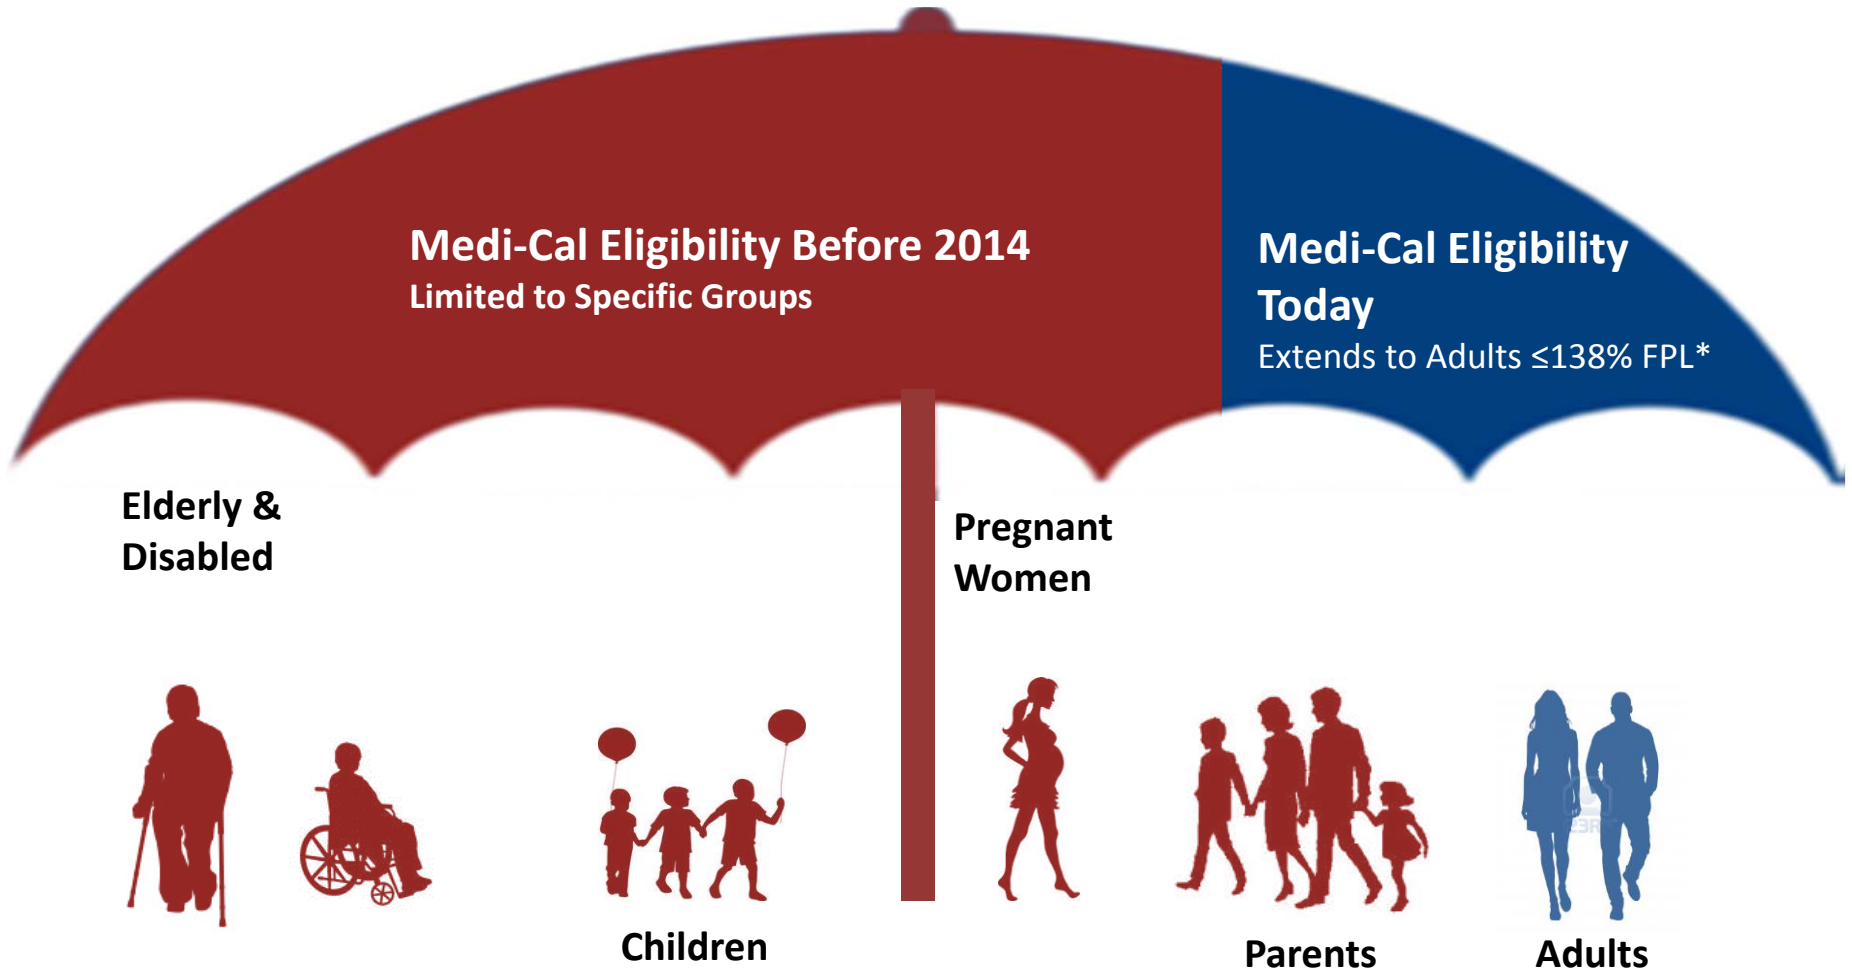 Medi-Cal Eligibility Before 2014
Limited to Specific Groups
Medi-Cal Eligibility
Today
Extends to Adults ≤138% FPL*
Elderly &
Disabled
Pregnant
Women
Children
Parents
Adults